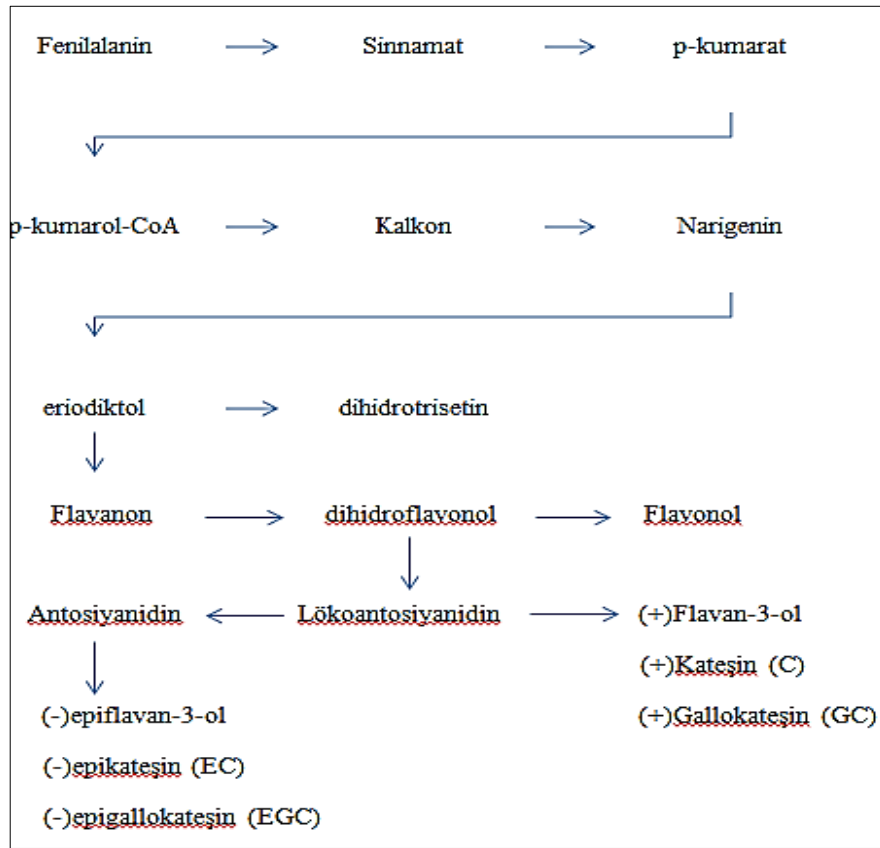 Fenilalanin Sinnamat p-kumarat
p-kumarol-CoA Kalkon Narigenin
eriodiktol dihidrotrisetin
Flavanon dihidroflavonol Flavonol
Antosiyanidin Lökoantosiyanidin (+)Flavan-3-ol
(+)Kateşin (C)
(-)epiflavan-3-ol (+)Gallokateşin (GC)
(-)epikateşin (EC)
(-)epigallokateşin (EGC)